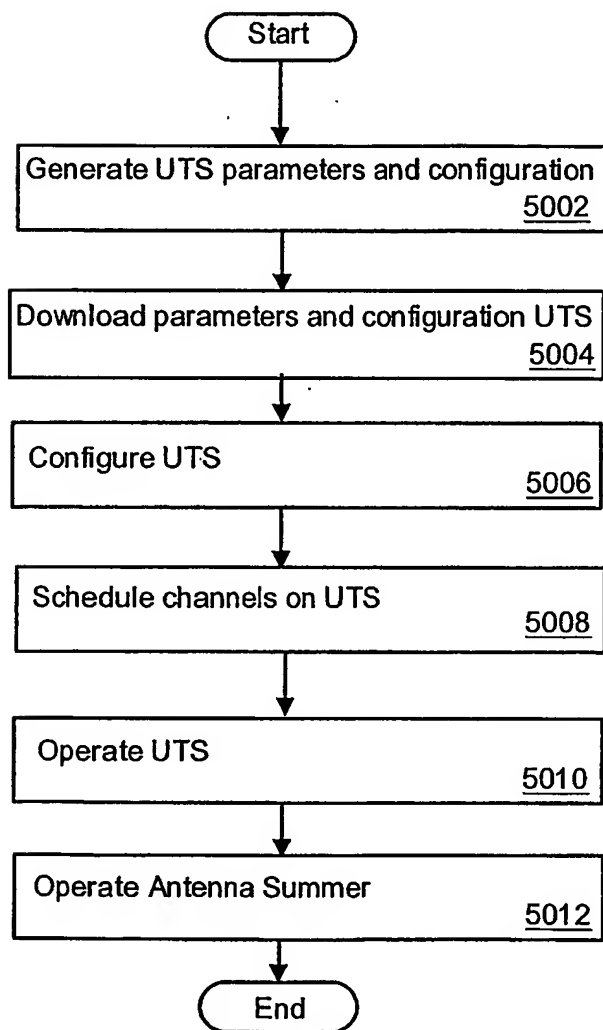 Start
Generate UTS parameters and configuration
5002
Download parameters and configuration UTS
5004
Configure UTS
5006
Schedule channels on UTS
5008
Operate UTS
5010
Operate Antenna Summer
5012
End